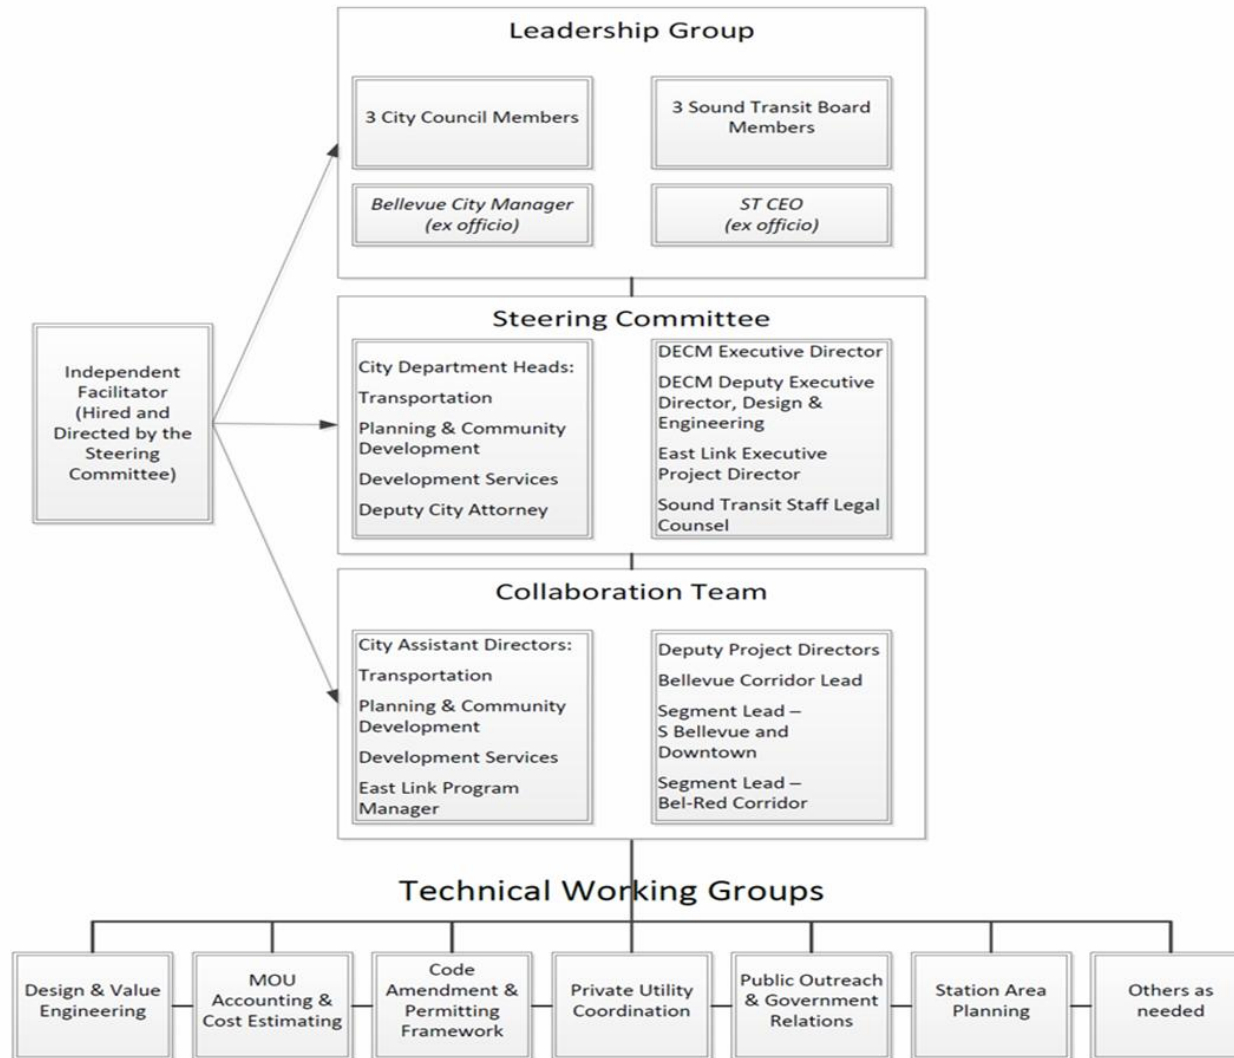 Leadership Group
3 City Council Members
3 Sound Transit Board
Members
Bellevue City Manager
(ex officio)
ST CEO
(ex officio)
Independent
Facilitator
(Hired and
Directed by the
Steering
Committee)
Steering Committee
City Department Heads:
Transportation
Planning & Community
Development
Development Services
Deputy City Attorney
DECM Executive Director
DECM Deputy Executive
Director, Design &
Engineering
East Link Executive
Project Director
Sound Transit Staff Legal
Counsel
Collaboration Team
City Assistant Directors:
Transportation
Planning & Community
Development
Development Services
East Link Program
Manager
Deputy Project Directors
Bellevue Corridor Lead
Segment Lead –
S Bellevue and
Downtown
Segment Lead –
Bel-Red Corridor
Technical Working Groups
Design & Value
Engineering
MOU
Accounting &
Cost Estimating
Code
Amendment &
Permitting
Framework
Private Utility
Coordination
Public Outreach
& Government
Relations
Station Area
Planning
Others as
needed